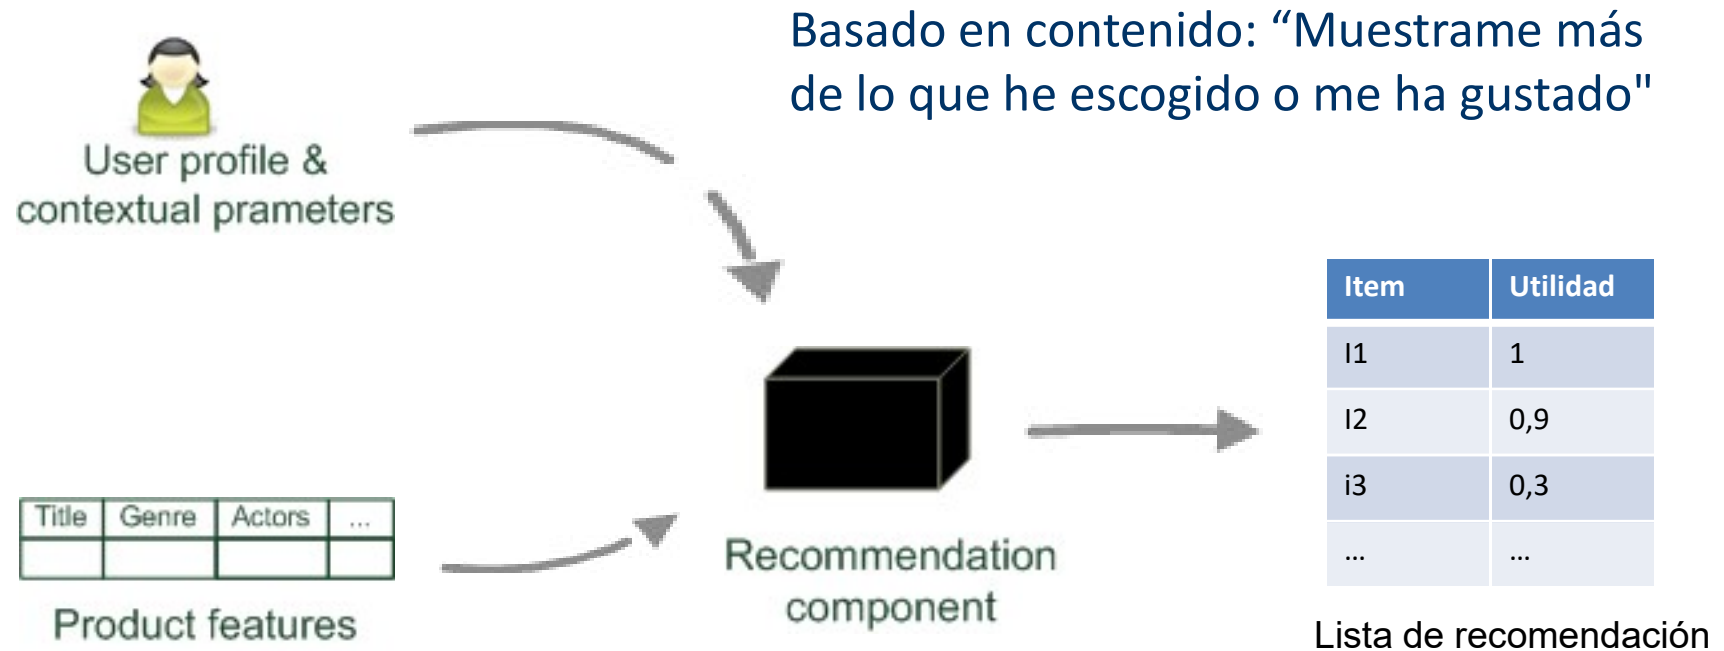 Basado en contenido: “Muestrame más
de lo que he escogido o me ha gustado"
User profile &
contextual prameters
Title Genre Actors ...
Product features
Recommendation
component
Item Utilidad
I1 1
I2 0,9
i3 0,3
... ...
Lista de recomendación